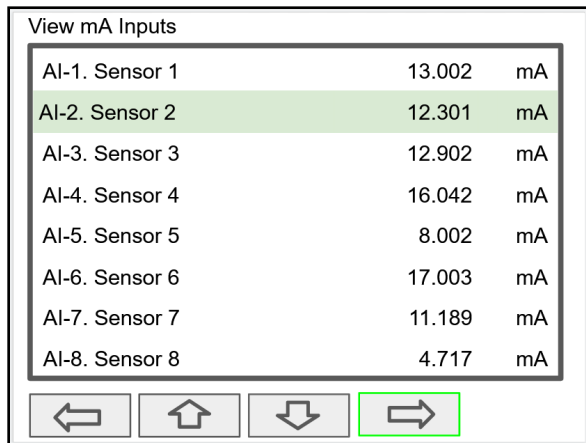 View mA Inputs
AI-1. Sensor 1 13.002 mA
AI-2. Sensor 2 12.301 mA
AI-3. Sensor 3 12.902 mA
AI-4. Sensor 4 16.042 mA
AI-5. Sensor 5 8.002 mA
AI-6. Sensor 6 17.003 mA
AI-7. Sensor 7 11.189 mA
AI-8. Sensor 8 4.717 mA